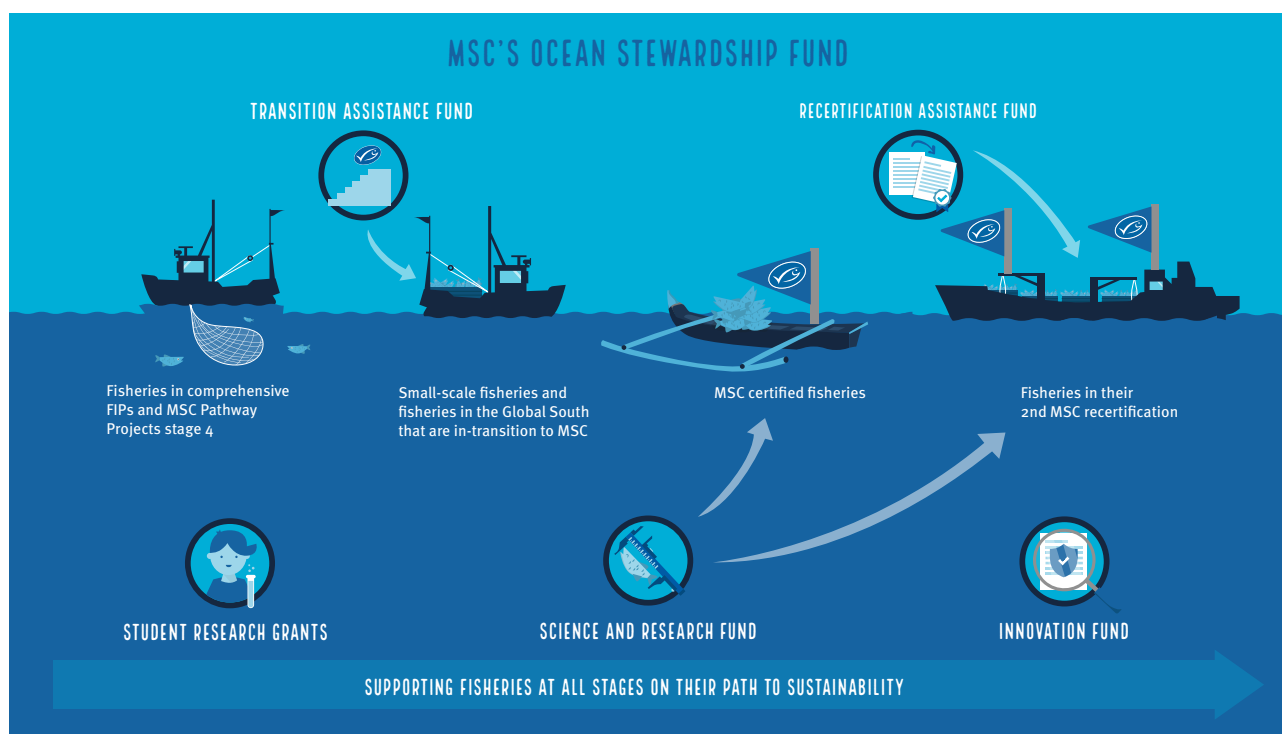 MSC'S OCEAN STEWARDSHIP FUND
TRANSITION ASSISTANCE FUND
RECERTIFICATION ASSISTANCE FUND
Fisheries in comprehensive
FIPs and MSC Pathway
Projects stage 4
Small-scale fisheries and
fisheries in the Global South
that are in-transition to MSC
MSC certified fisheries
Fisheries in their
2nd MSC recertification
STUDENT RESEARCH GRANTS
SCIENCE AND RESEARCH FUND
INNOVATION FUND
SUPPORTING FISHERIES AT ALL STAGES ON THEIR PATH TO SUSTAINABILITY